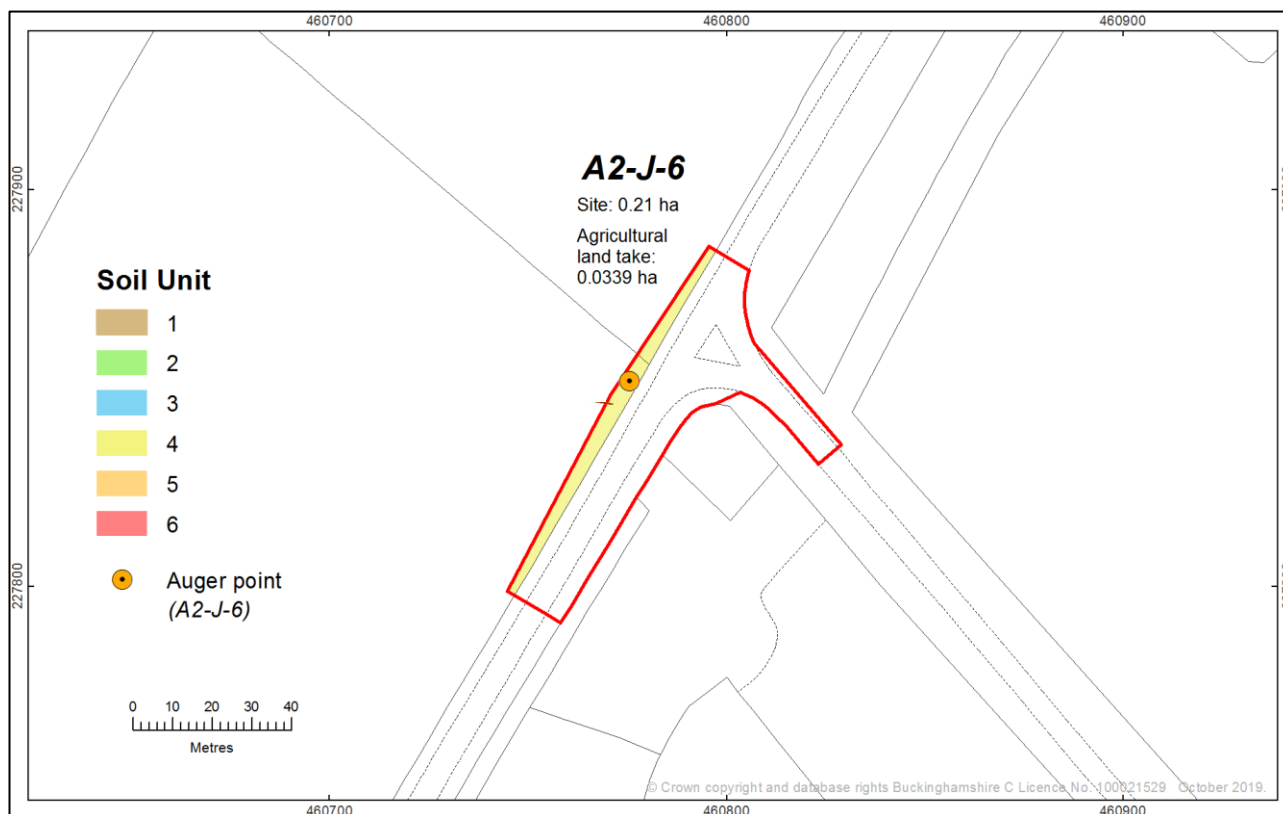 460700 460800 460900
A2-J-6
Site: 0.21 ha
Agricultural
land take:
0.0339 ha
227900
Soil Unit
1
2
3
4
5
6
Auger point
(A2-J-6)
227800
0 10 20 30 40
Metres
© Crown copyright and database rights Buckinghamshire C Licence No. 100021529 October 2019.
460700 460800 460900